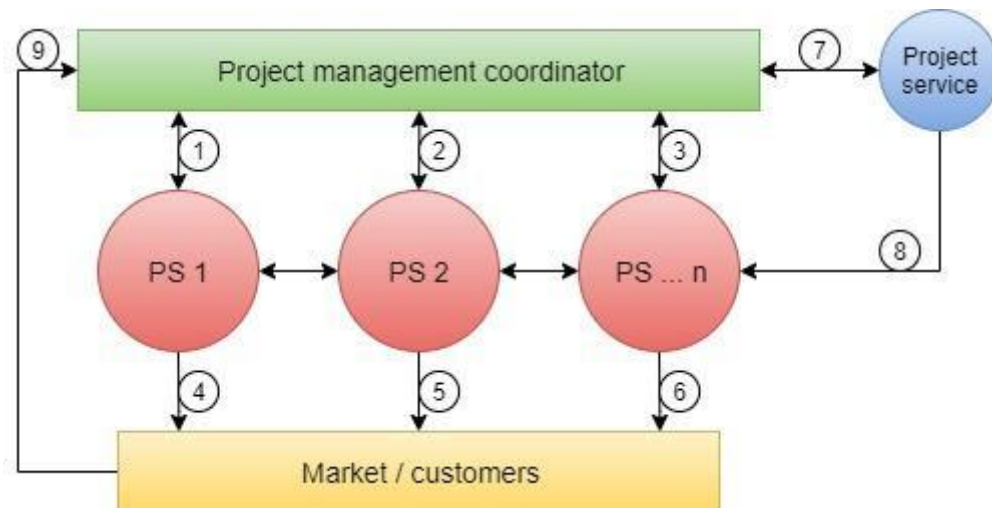 9
7
Project management coordinator
Project
service
1
2
3
PS 1
PS 2
PS ... n
8
4
5
6
Market / customers